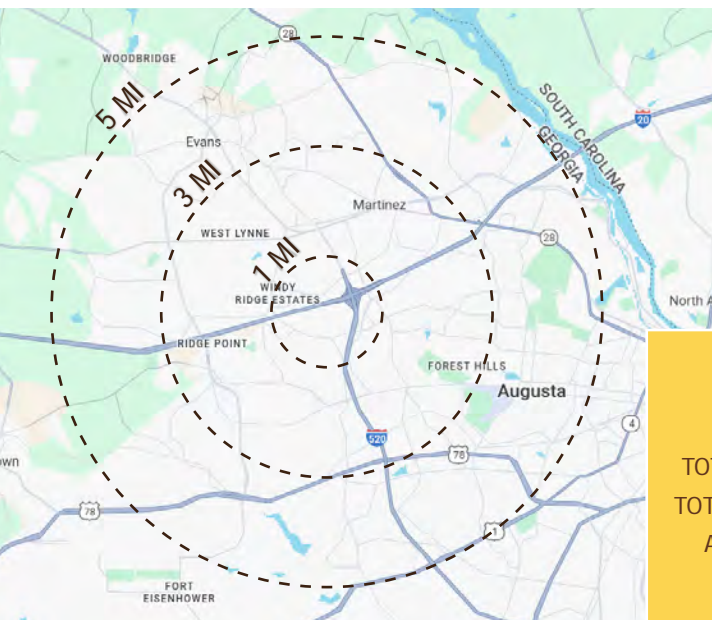 28
WOODBRIDGE
5 MI
SOUTH CAROLINA
GEORGIA
20
Evans
3 MI
Martinez
WEST LYNNE
28
1 MI
WINDY
RIDGE ESTATES
North A
RIDGE POINT
FOREST HILLS
Augusta
4
520
78
own
TOT
TOT
A
78
1
FORT
EISENHOWER